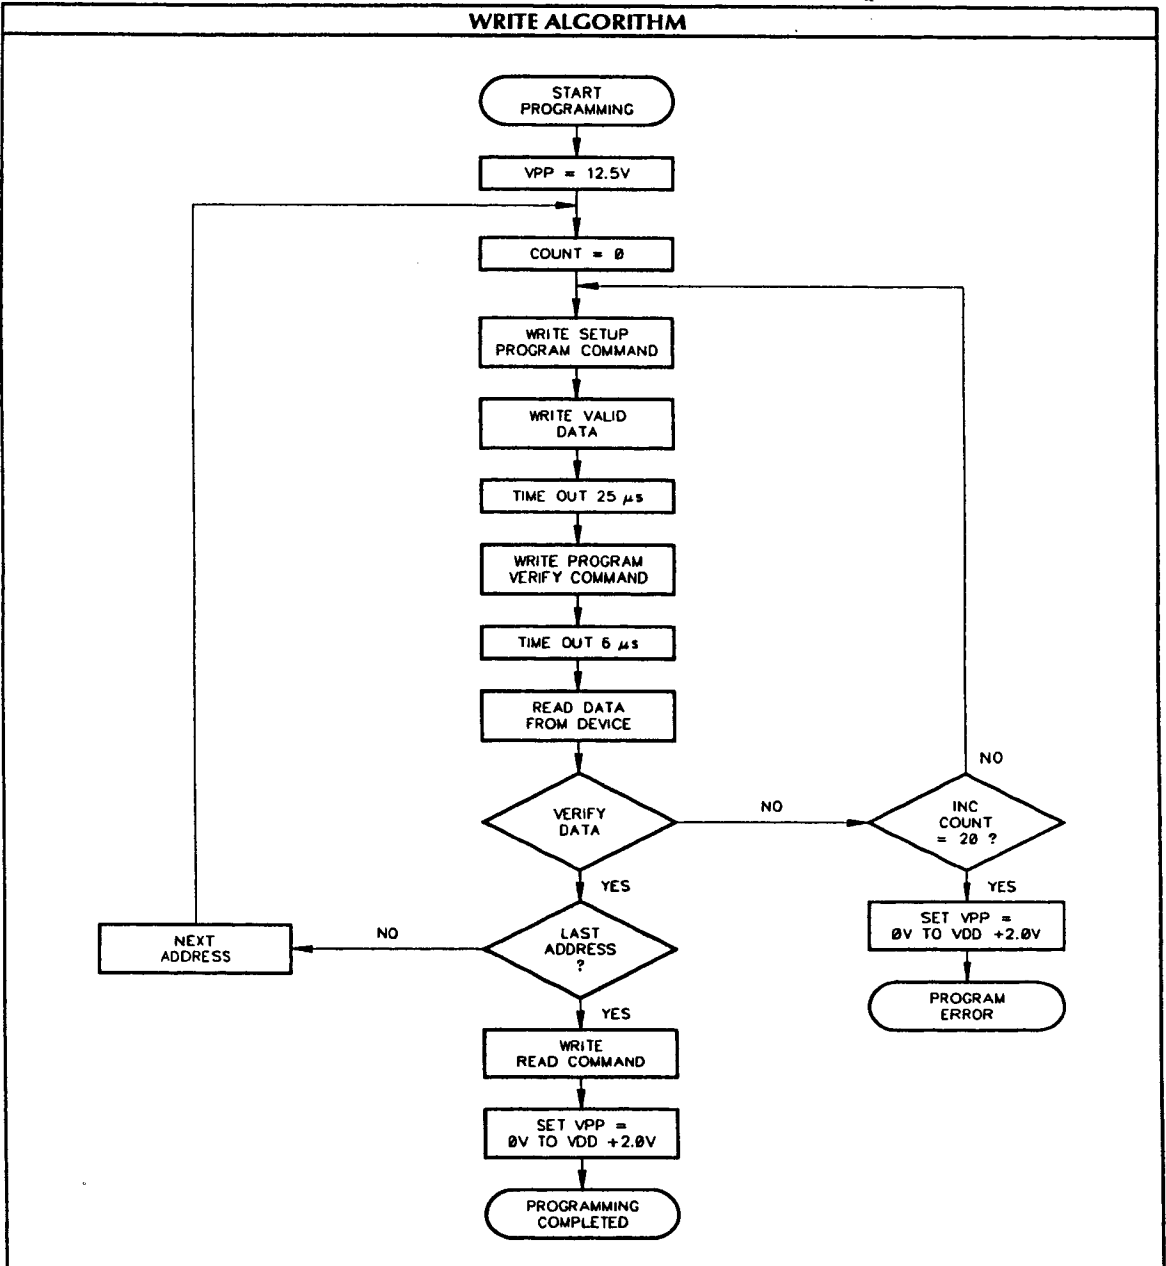 WRITE ALGORITHM
START
PROGRAMMING
VPP = 12.5V
COUNT = 0
WRITE SETUP
PROGRAM COMMAND
WRITE VALID
DATA
TIME OUT 25 µs
WRITE PROGRAM
VERIFY COMMAND
TIME OUT 6 µs
READ DATA
FROM DEVICE
VERIFY
DATA
NO
INC
COUNT
= 20 ?
NO
YES
YES
SET VPP =
0V TO VDD +2.0V
PROGRAM
ERROR
LAST
ADDRESS
?
NO
NEXT
ADDRESS
YES
WRITE
READ COMMAND
SET VPP =
0V TO VDD +2.0V
PROGRAMMING
COMPLETED